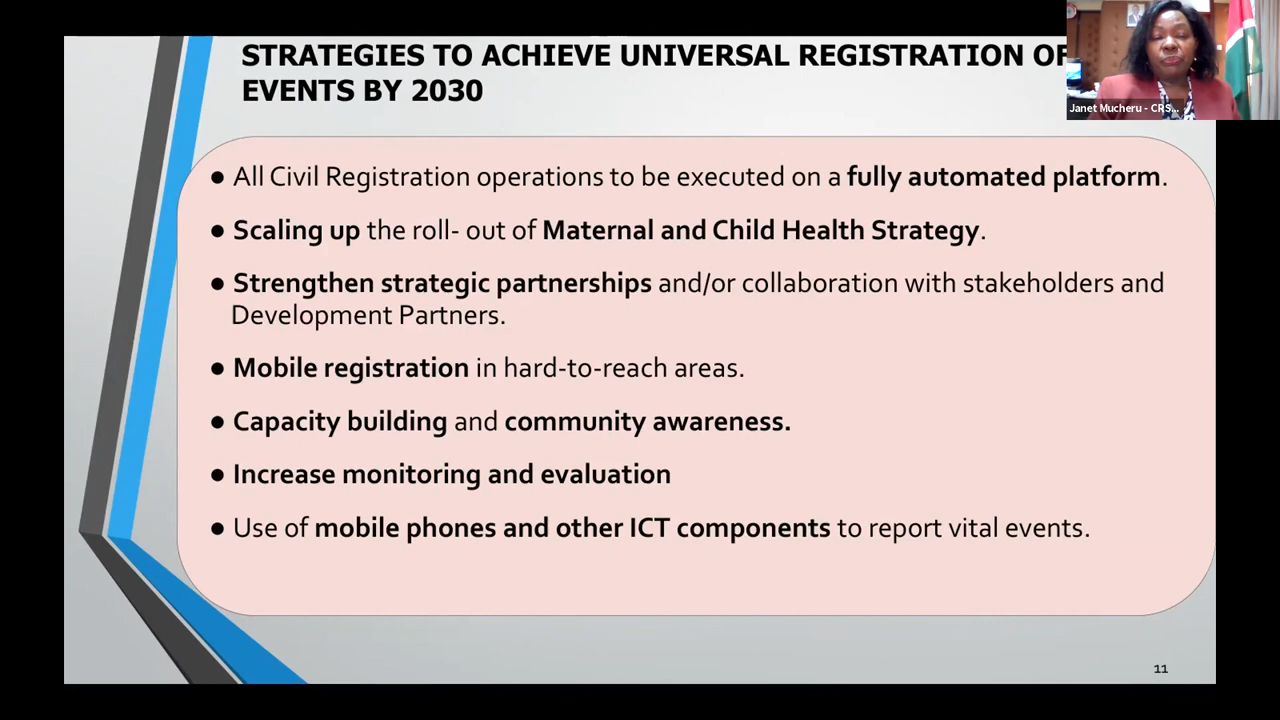 STRATEGIES TO ACHIEVE UNIVERSAL REGISTRATION OF
EVENTS BY 2030
Janet Mucheru - CRS...
● All Civil Registration operations to be executed on a fully automated platform.
● Scaling up the roll- out of Maternal and Child Health Strategy.
● Strengthen strategic partnerships and/or collaboration with stakeholders and
Development Partners.
● Mobile registration in hard-to-reach areas.
● Capacity building and community awareness.
● Increase monitoring and evaluation
● Use of mobile phones and other ICT components to report vital events.
11